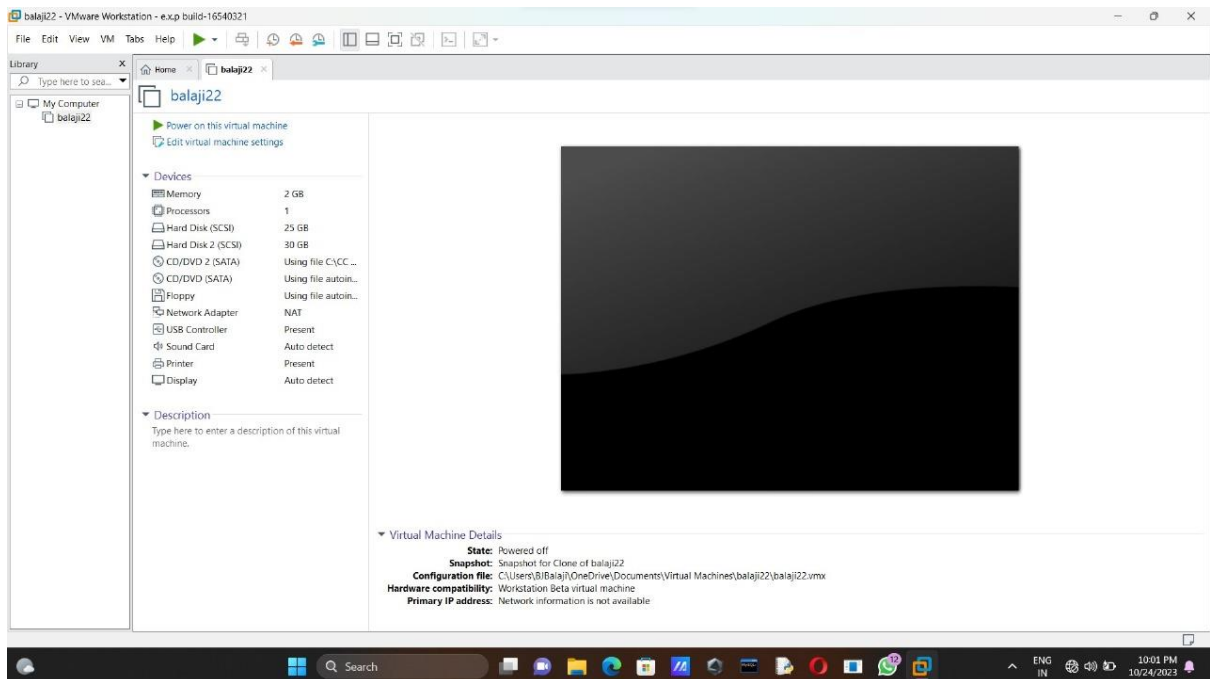 balaji22 - VMware Workstation - e.x.p build-16540321
File Edit View VM Tabs Help
Library X
Type here to sea...
My Computer
balaji22
Home × balaji22 ×
balaji22
Power on this virtual machine
Edit virtual machine settings
Devices
Memory 2 GB
Processors 1
Hard Disk (SCSI) 25 GB
Hard Disk 2 (SCSI) 30 GB
CD/DVD 2 (SATA) Using file C:\CC ...
CD/DVD (SATA) Using file autoin...
Floppy Using file autoin...
Network Adapter NAT
USB Controller Present
Sound Card Auto detect
Printer Present
Display Auto detect
Description
Type here to enter a description of this virtual
machine.
Virtual Machine Details
State: Powered off
Snapshot: Snapshot for Clone of balaji22
Configuration file: C:\Users\BJBalaji\OneDrive\Documents\Virtual Machines\balaji22\balaji22.vmx
Hardware compatibility: Workstation Beta virtual machine
Primary IP address: Network information is not available
Search
12
ENG
IN
10:01 PM
10/24/2023